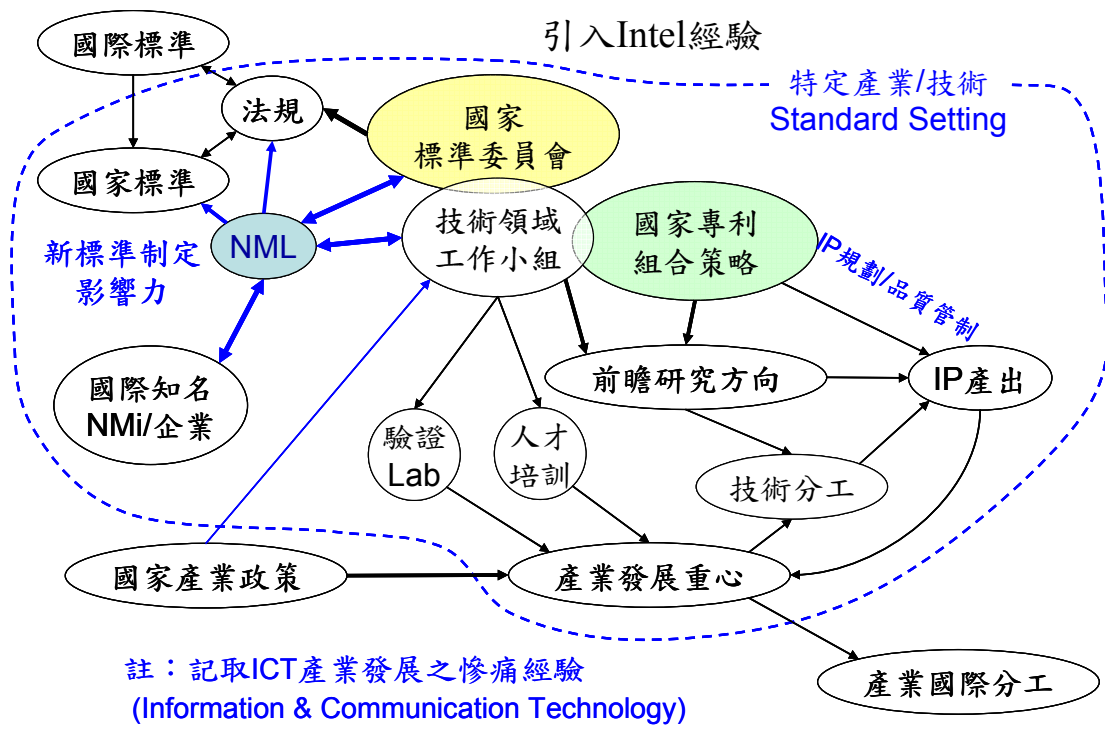 引入Intel經驗
國際標準
特定產業/技術
Standard Setting
法規
國家
標準委員會
國家標準
技術領域
工作小組
國家專利
組合策略
NML
新標準制定
影響力
IP規劃/品質管制
國際知名
NMi/企業
前瞻研究方向
IP產出
驗證
Lab
人才
培訓
技術分工
國家產業政策
產業發展重心
產業國際分工
註：記取ICT產業發展之慘痛經驗
(Information & Communication Technology)